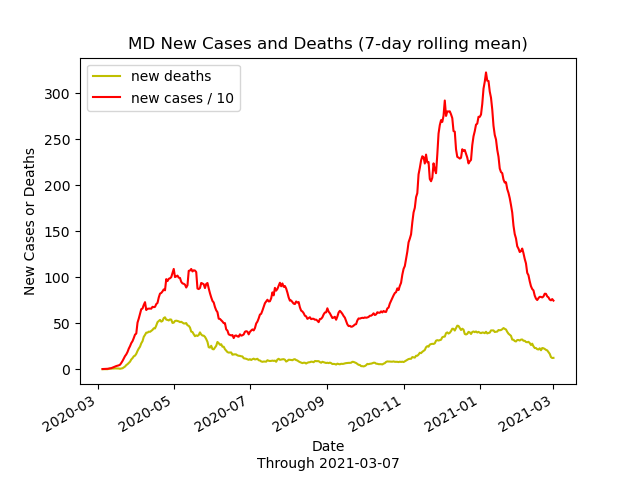 MD New Cases and Deaths (7-day rolling mean)
new deaths
new cases / 10
300
250
200
150
100
50
0
New Cases or Deaths
2020-03
2020-05
2020-07
2020-09
2020-11
2021-01
2021-03
Date
Through 2021-03-07